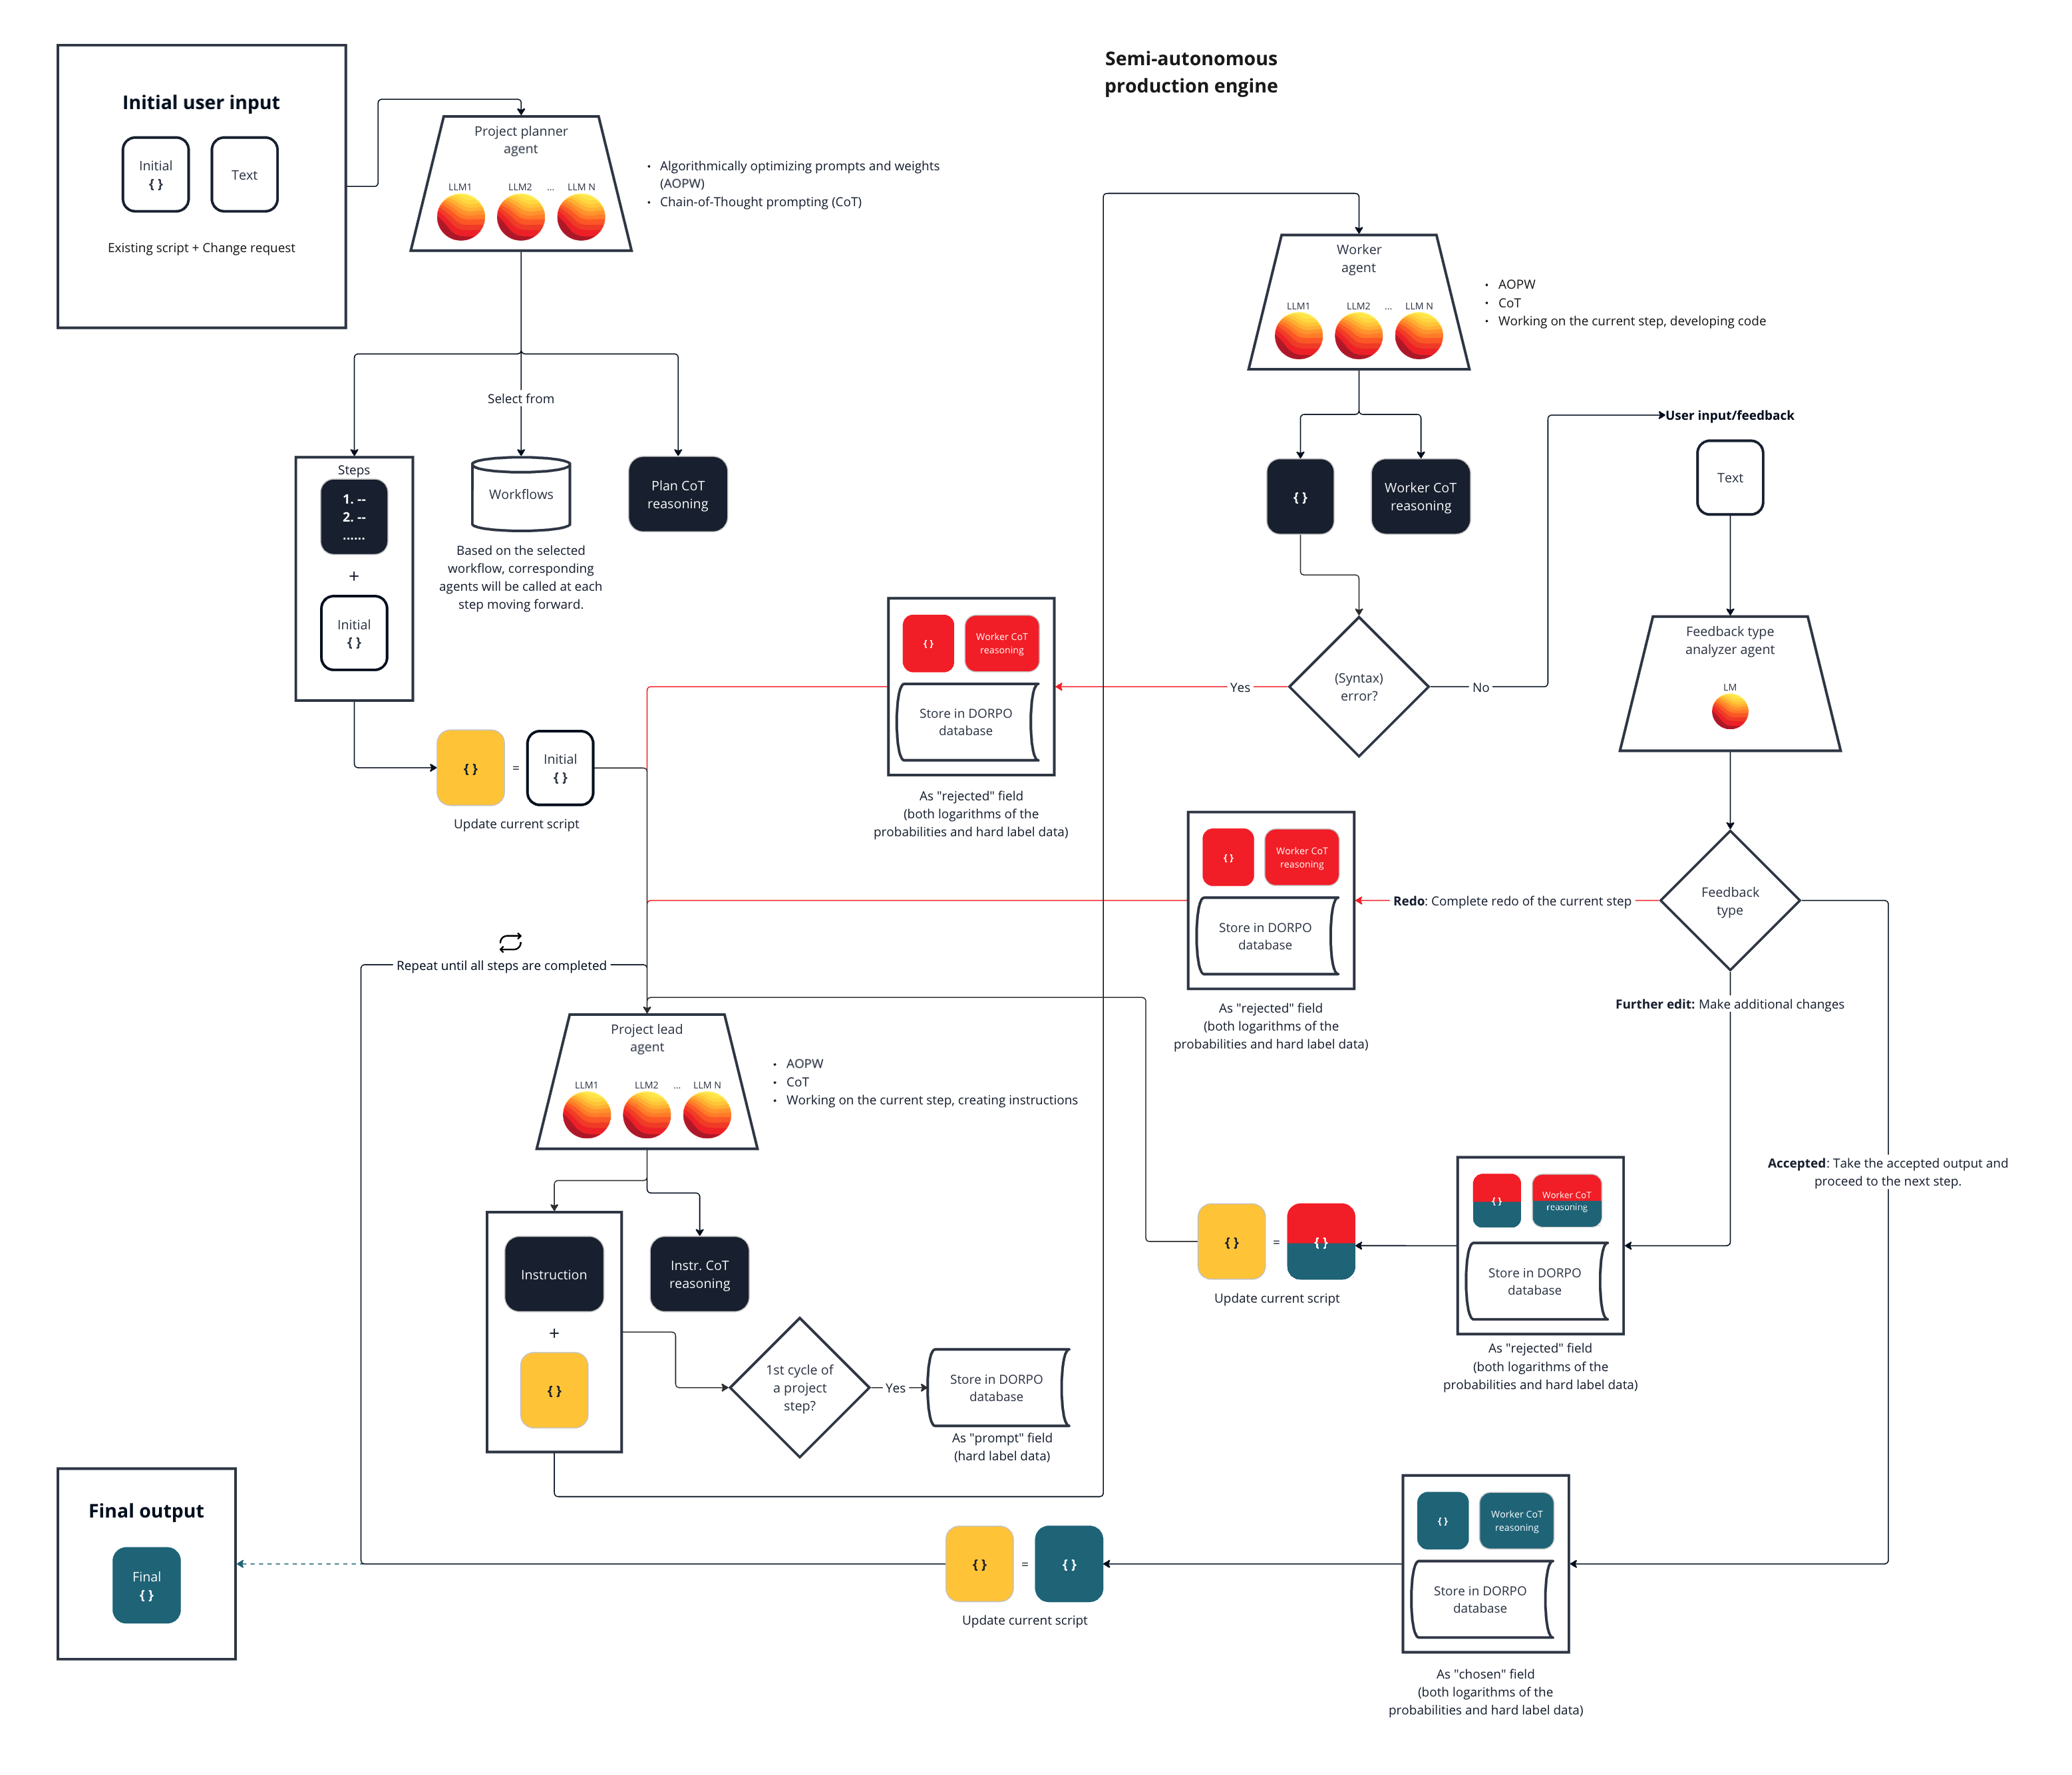 Semi-autonomous
production engine
Initial user input
Initial
{ }
Text
Existing script + Change request
Project planner
agent
LLM1
LLM2
...
LLM N
• Algorithmically optimizing prompts and weights
(AOPW)
• Chain-of-Thought prompting (CoT)
Select from
Steps
1. --
2. --
......
+
Initial
{ }
Workflows
Based on the selected
workflow, corresponding
agents will be called at each
step moving forward.
Plan CoT
reasoning
{ }
=
Initial
{ }
Update current script
Worker
agent
LLM1
LLM2
...
LLM N
• AOPW
• CoT
• Working on the current step, developing code
{ }
Worker CoT
reasoning
(Syntax)
error?
Yes
No
{ }
Worker CoT
reasoning
Store in DORPO
database
As "rejected" field
(both logarithms of the
probabilities and hard label data)
User input/feedback
Text
Feedback type
analyzer agent
LM
Feedback
type
Redo: Complete redo of the current step
{ }
Worker CoT
reasoning
Store in DORPO
database
As "rejected" field
(both logarithms of the
probabilities and hard label data)
Further edit: Make additional changes
Accepted: Take the accepted output and
proceed to the next step.
Repeat until all steps are completed
Project lead
agent
LLM1
LLM2
...
LLM N
• AOPW
• CoT
• Working on the current step, creating instructions
Instruction
+
{ }
Instr. CoT
reasoning
1st cycle of
a project
step?
Yes
Store in DORPO
database
As "prompt" field
(hard label data)
{ }
=
{ }
Update current script
{ }
Worker CoT
reasoning
Store in DORPO
database
As "rejected" field
(both logarithms of the
probabilities and hard label data)
Final output
Final
{ }
{ }
=
{ }
Update current script
{ }
Worker CoT
reasoning
Store in DORPO
database
As "chosen" field
(both logarithms of the
probabilities and hard label data)